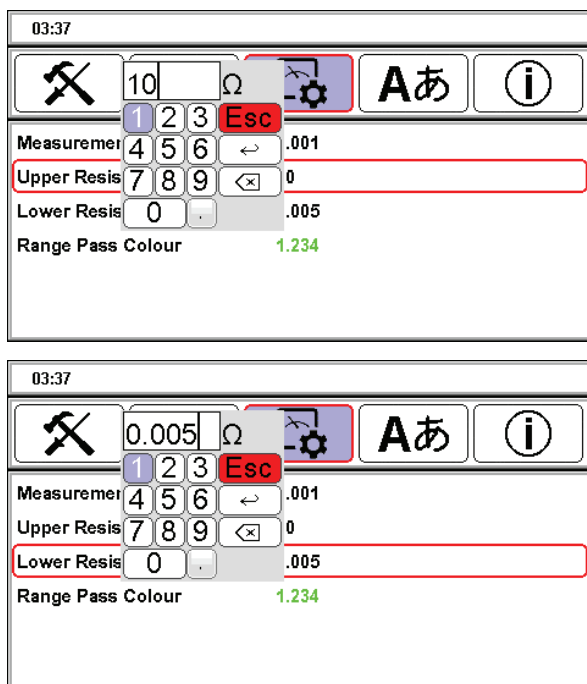 03:37
10 Ω
Aあ
i
1 2 3 Esc
Measuremer 4 5 6 ↩ .001
Upper Resis 7 8 9 ⌫ 0
Lower Resis 0 . .005
Range Pass Colour 1.234
03:37
0.005 Ω
Aあ
i
1 2 3 Esc
Measuremer 4 5 6 ↩ .001
Upper Resis 7 8 9 ⌫ 0
Lower Resis 0 . .005
Range Pass Colour 1.234